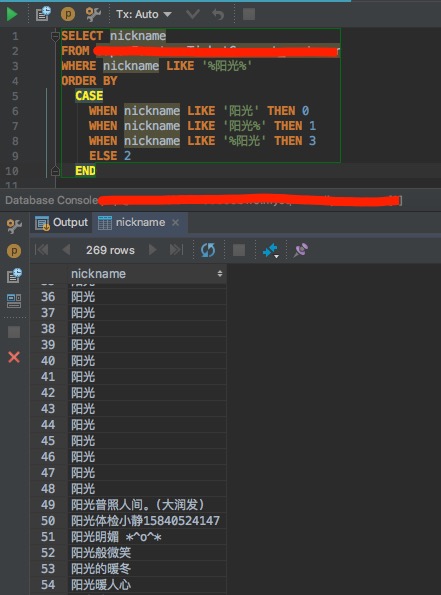 Tx: Auto
1 SELECT nickname
2 FROM
3 WHERE nickname LIKE '%阳光%'
4 ORDER BY
5 CASE
6 WHEN nickname LIKE '阳光' THEN 0
7 WHEN nickname LIKE '阳光%' THEN 1
8 WHEN nickname LIKE '%阳光' THEN 3
9 ELSE 2
10 END
11
Database Console
Output nickname ×
269 rows
nickname
36 阳光
37 阳光
38 阳光
39 阳光
40 阳光
41 阳光
42 阳光
43 阳光
44 阳光
45 阳光
46 阳光
47 阳光
48 阳光
49 阳光普照人间。(大润发)
50 阳光体检小静15840524147
51 阳光明媚 *^o^*
52 阳光般微笑
53 阳光的暖冬
54 阳光暖人心